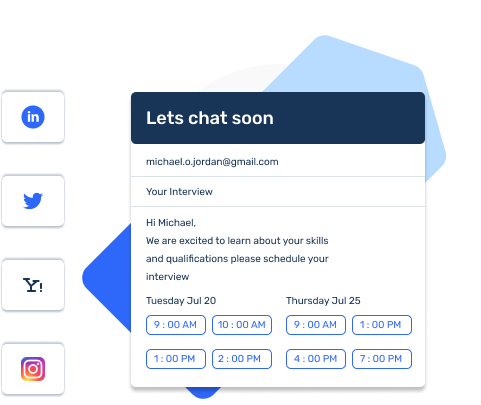 Lets chat soon
michael.o.jordan@gmail.com
Your Interview
Hi Michael,
We are excited to learn about your skills
and qualifications please schedule your
interview
Tuesday Jul 20
9 : 00 AM
10 : 00 AM
1 : 00 PM
2 : 00 PM
Thursday Jul 25
9 : 00 AM
1 : 00 PM
4 : 00 PM
7 : 00 PM
in
Y!